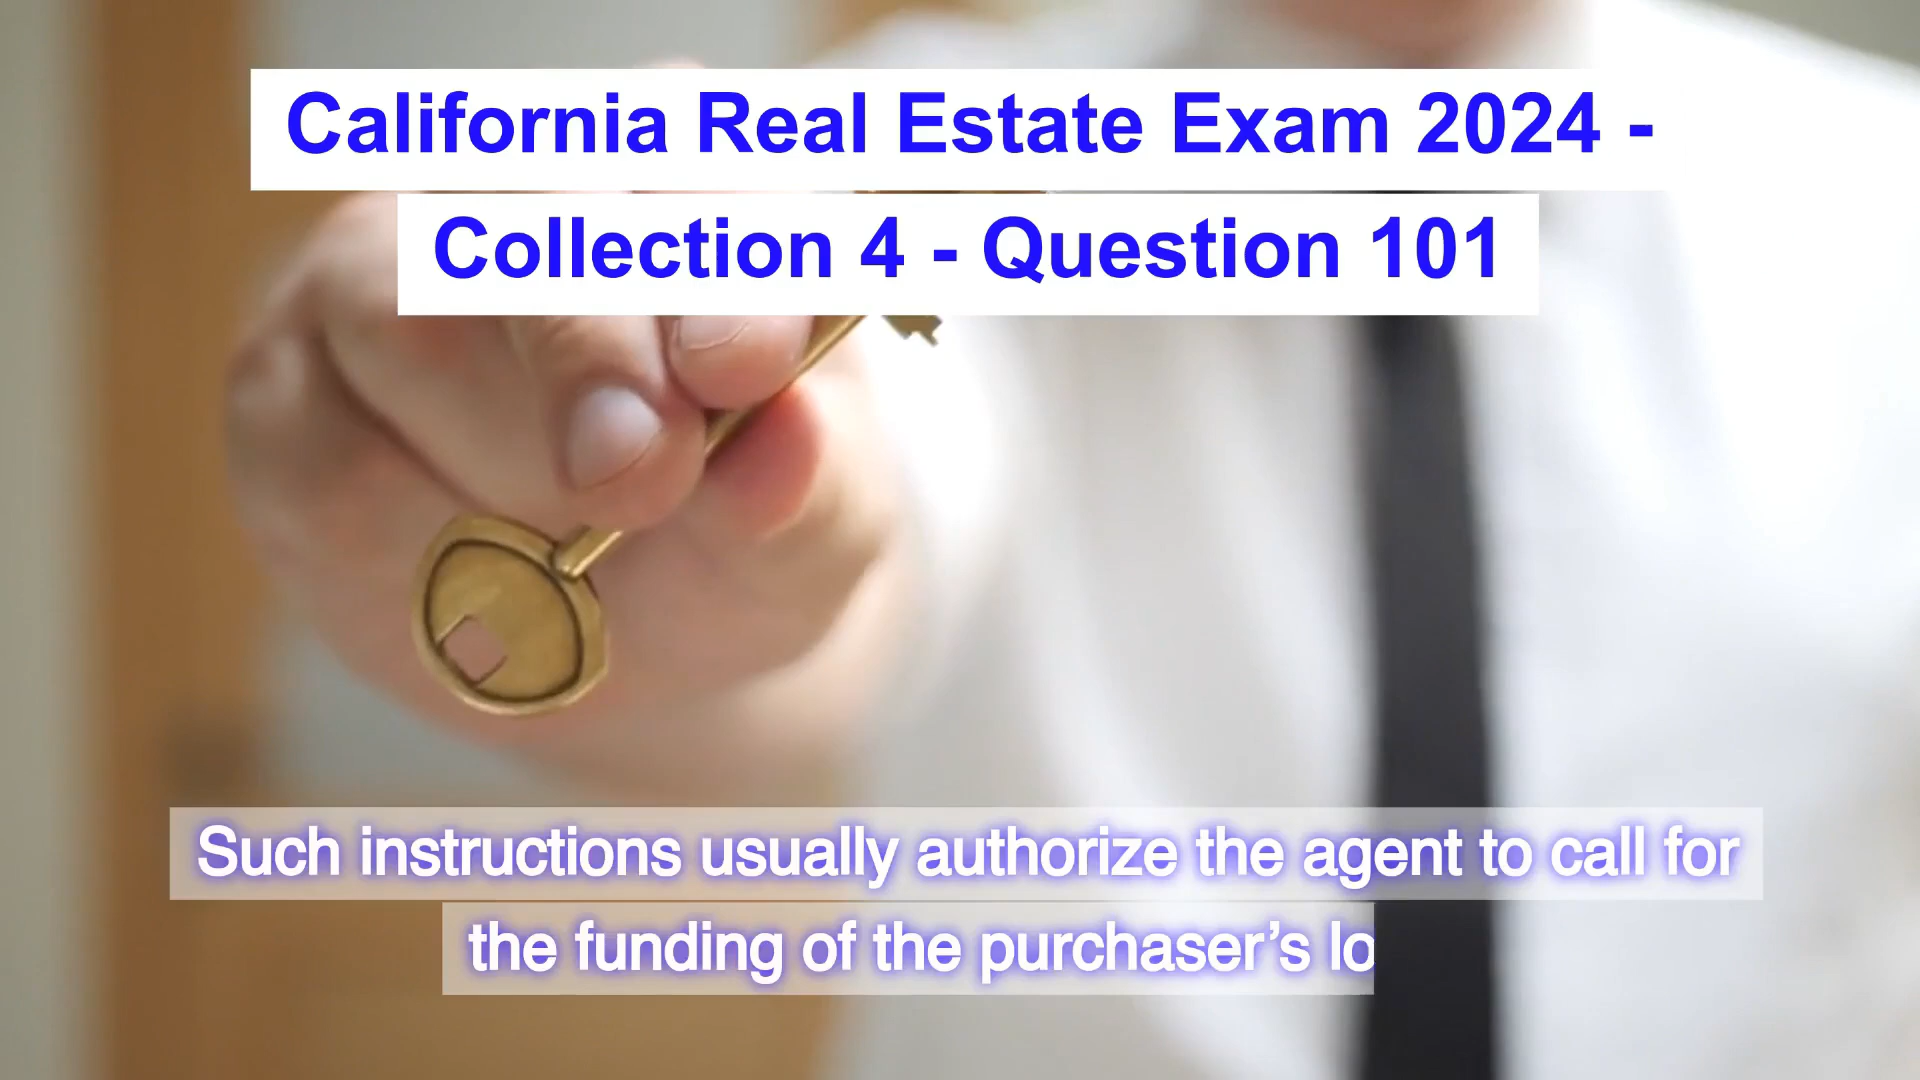 California Real Estate Exam 2024 -
Collection 4 - Question 101
Such instructions usually authorize the agent to call for
the funding of the purchaser’s lo